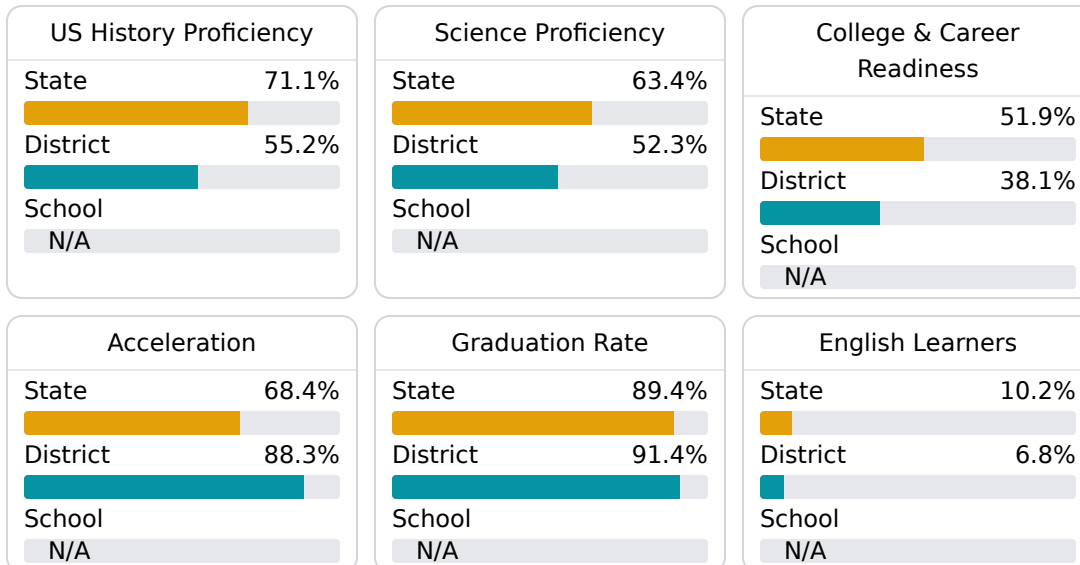 US History Proficiency
State 71.1%
District 55.2%
School
N/A
Science Proficiency
State 63.4%
District 52.3%
School
N/A
College & Career
Readiness
State 51.9%
District 38.1%
School
N/A
Acceleration
State 68.4%
District 88.3%
School
N/A
Graduation Rate
State 89.4%
District 91.4%
School
N/A
English Learners
State 10.2%
District 6.8%
School
N/A